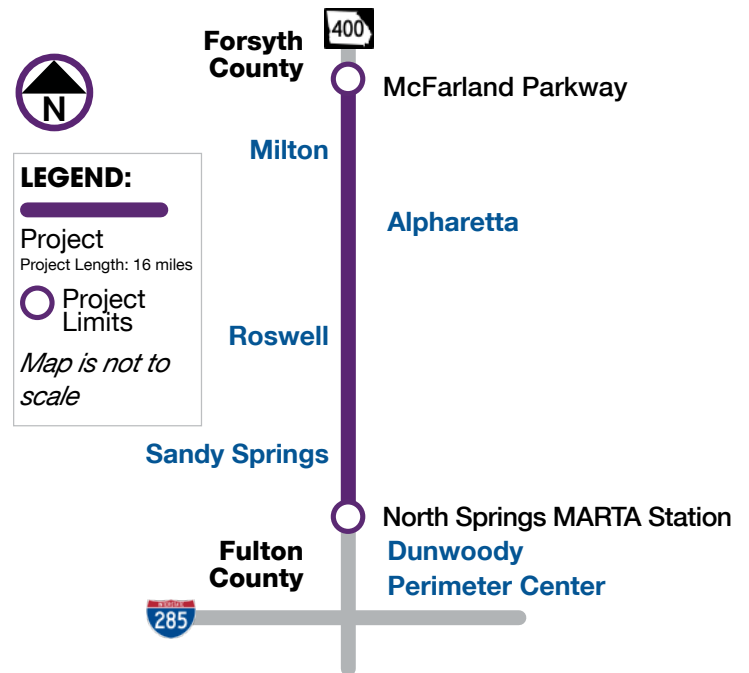 400
Forsyth
County
McFarland Parkway
N
Milton
LEGEND:
Project
Project Length: 16 miles
Project
Limits
Map is not to
scale
Alpharetta
Roswell
Sandy Springs
North Springs MARTA Station
Fulton
County
Dunwoody
Perimeter Center
INTERSTATE
285